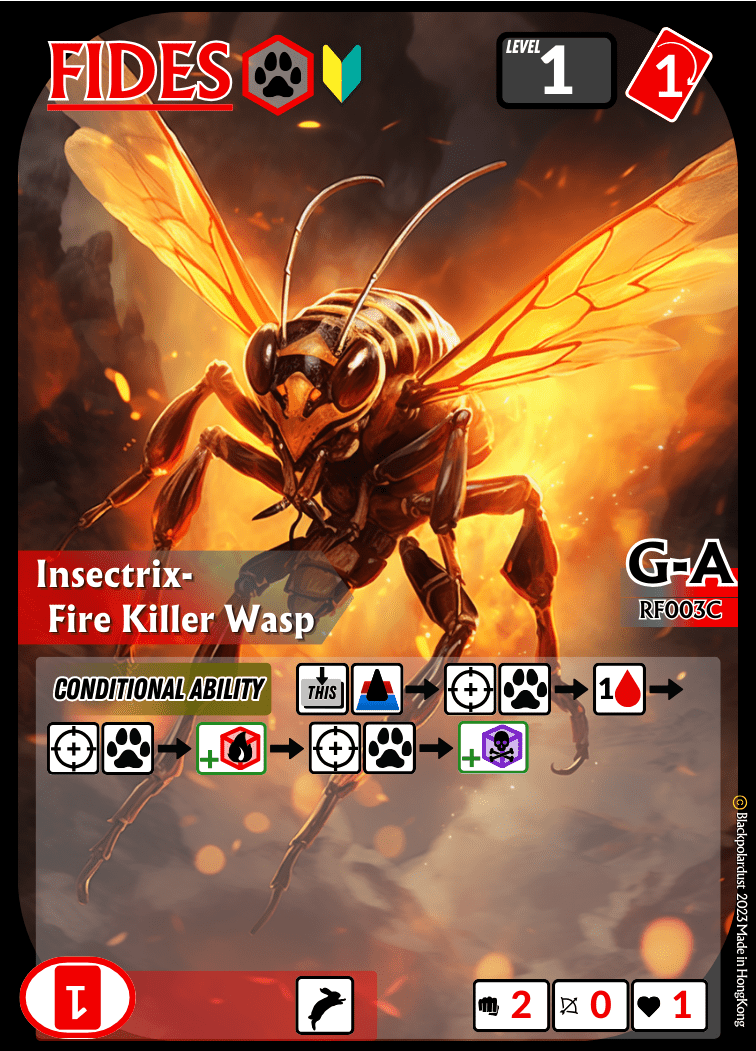 FIDES
LEVEL 1
1
Insectrix-
Fire Killer Wasp
G-A
RF003C
CONDITIONAL ABILITY
THIS
1
+
+
© Blackpolardust 2023 Made in HongKong
1
2
0
1